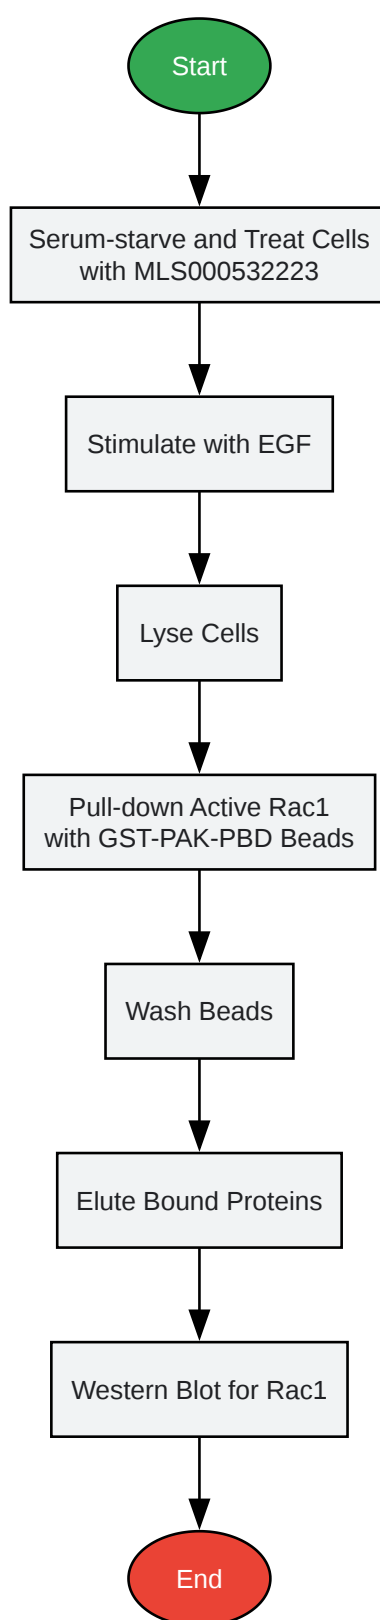 Start
Serum-starve and Treat Cells
with MLS000532223
Stimulate with EGF
Lyse Cells
Pull-down Active Rac1
with GST-PAK-PBD Beads
Wash Beads
Elute Bound Proteins
Western Blot for Rac1
End